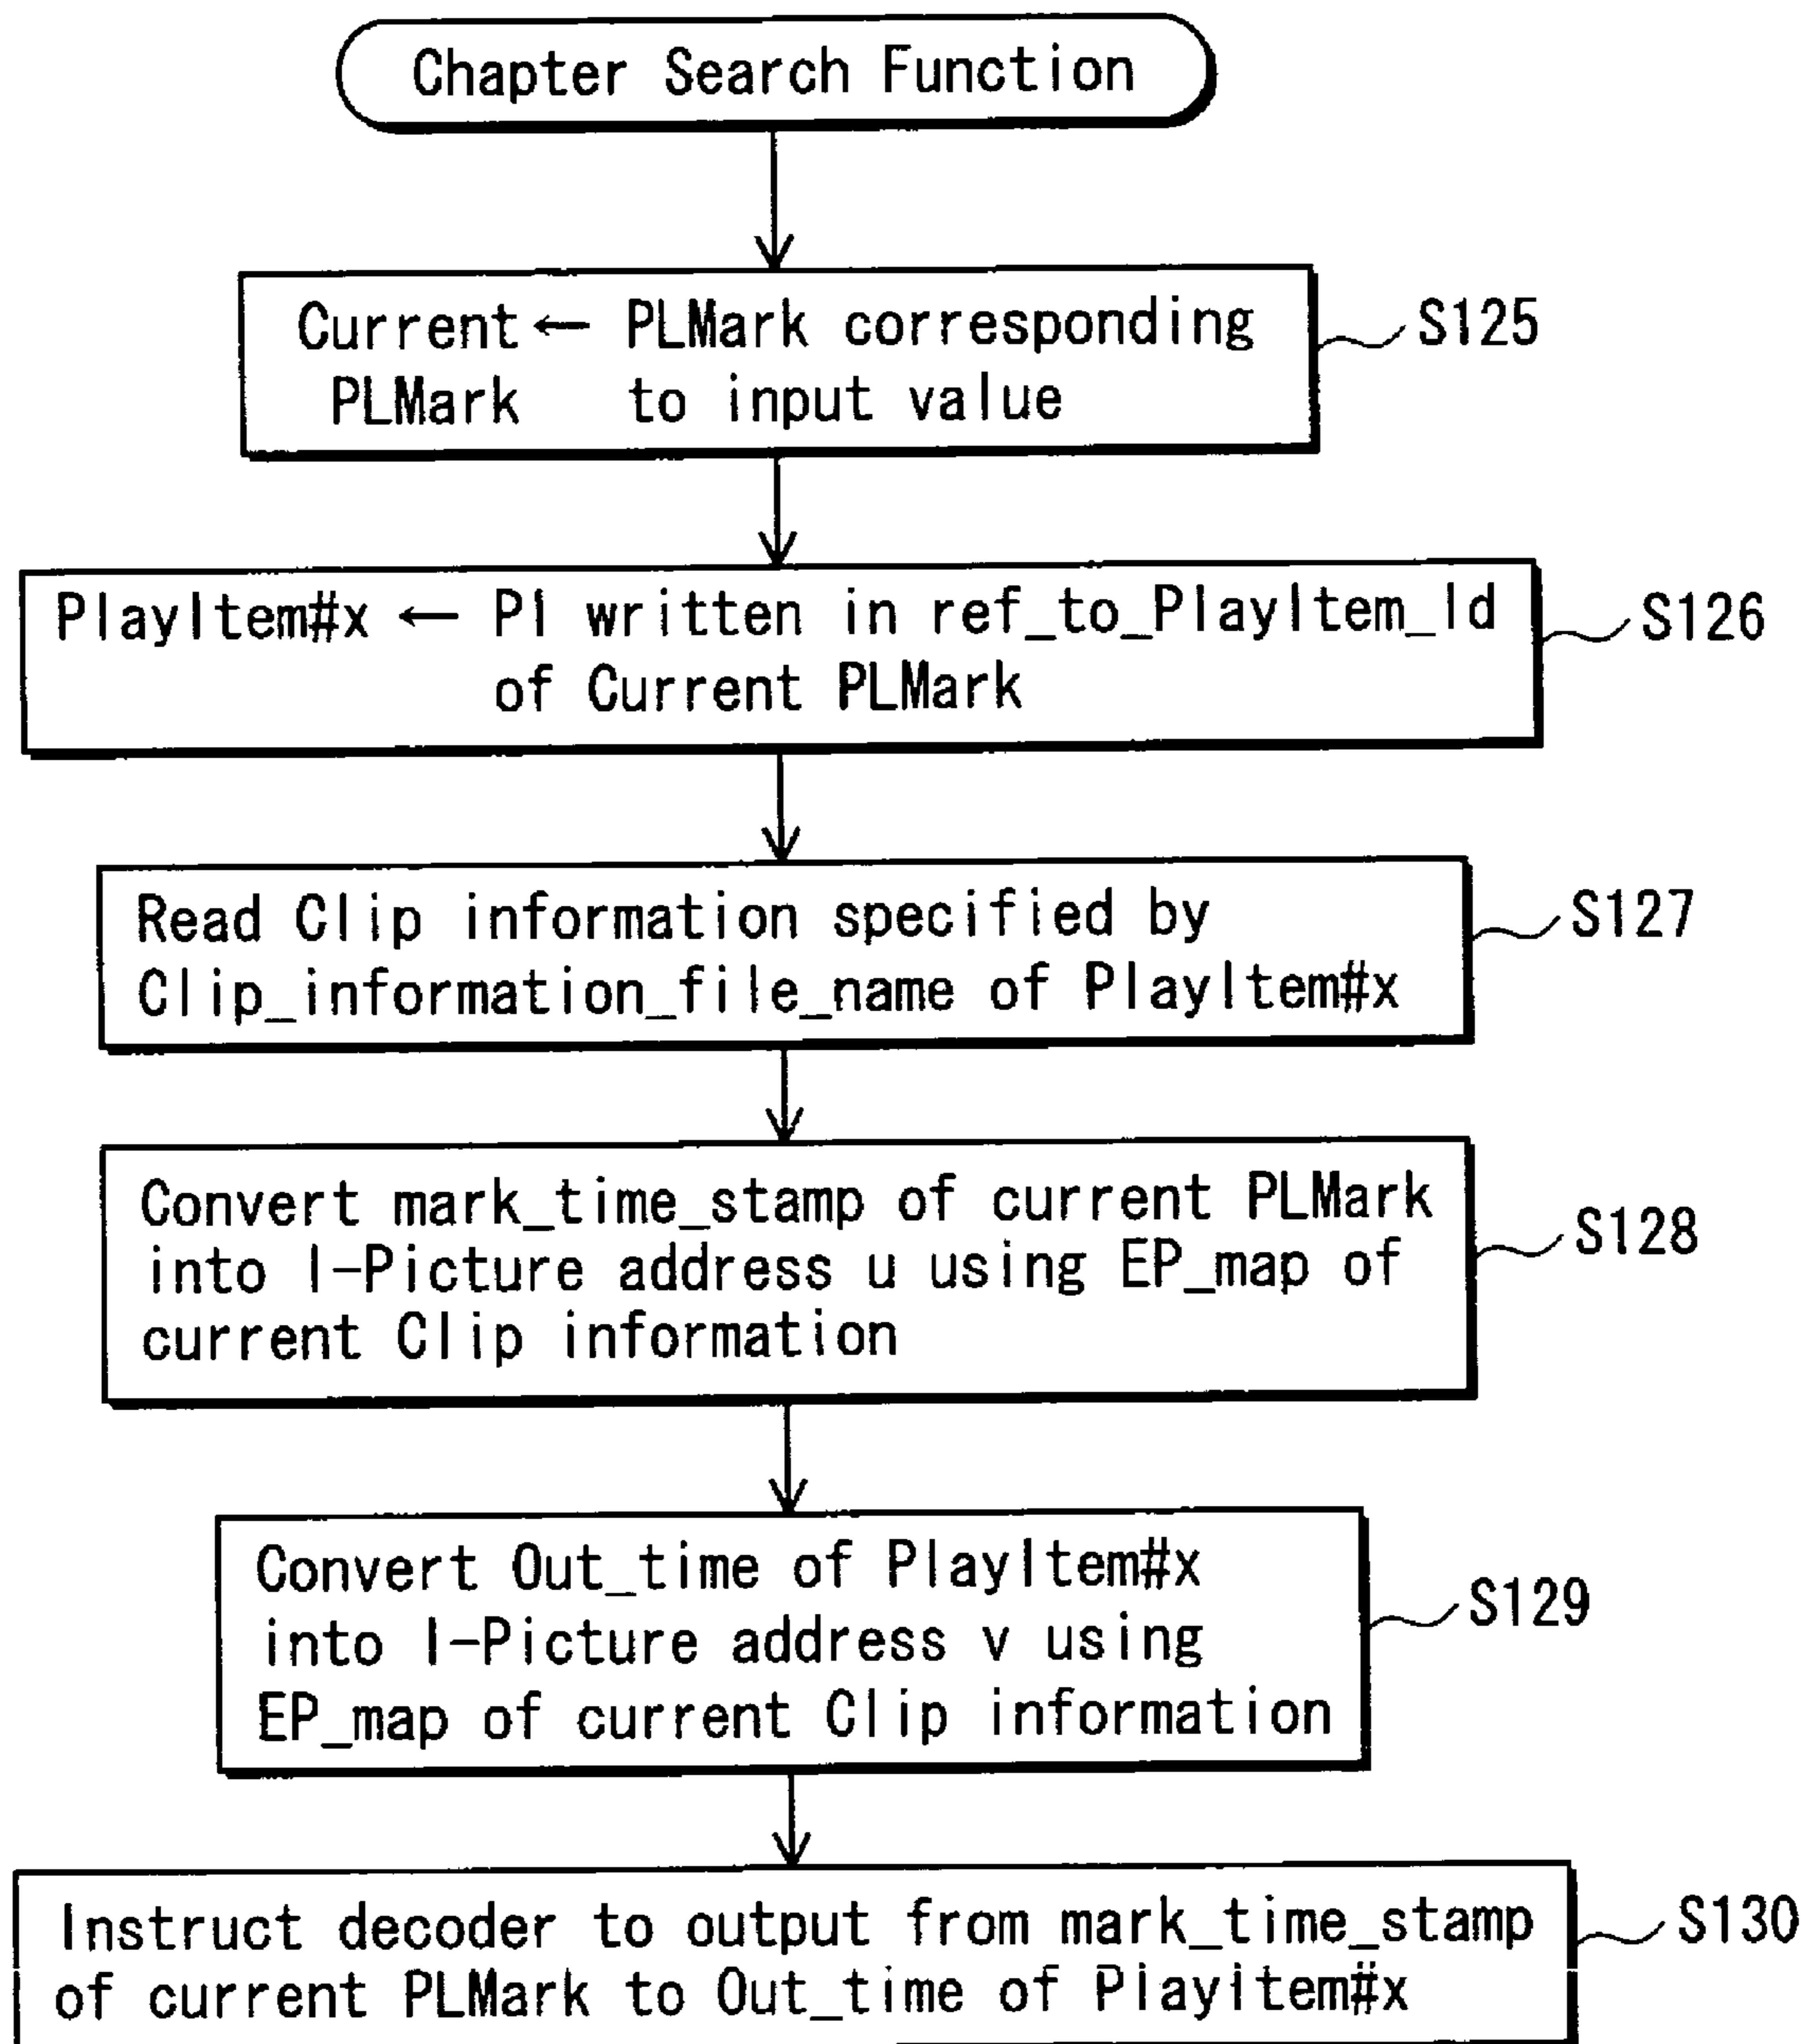 Chapter Search Function
Current ← PLMark corresponding
PLMark to input value
S125
PlayItem#x ← PI written in ref_to_PlayItem_Id
of Current PLMark
S126
Read Clip information specified by
Clip_information_file_name of PlayItem#x
S127
Convert mark_time_stamp of current PLMark
into I-Picture address u using EP_map of
current Clip information
S128
Convert Out_time of PlayItem#x
into I-Picture address v using
EP_map of current Clip information
S129
Instruct decoder to output from mark_time_stamp
of current PLMark to Out_time of Playitem#x
S130